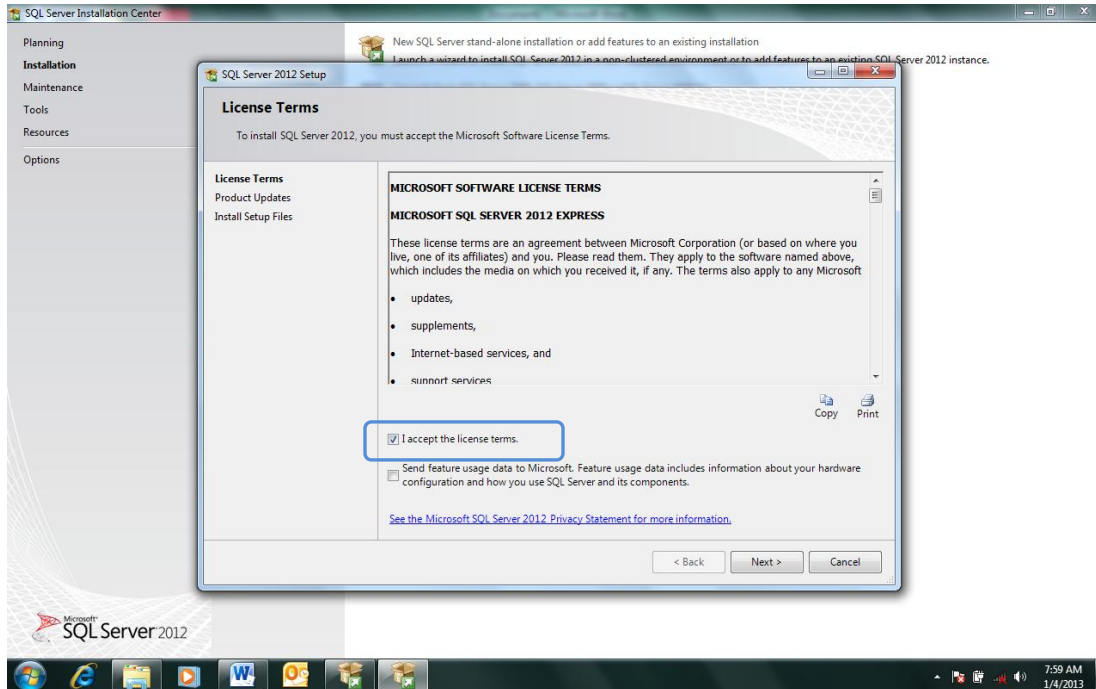 SQL Server Installation Center
Planning
Installation
Maintenance
Tools
Resources
Options
New SQL Server stand-alone installation or add features to an existing installation
Launch a wizard to install SQL Server 2012 in a non-clustered environment or to add features to an existing SQL Server 2012 instance.
SQL Server 2012 Setup
License Terms
To install SQL Server 2012, you must accept the Microsoft Software License Terms.
License Terms
Product Updates
Install Setup Files
MICROSOFT SOFTWARE LICENSE TERMS
MICROSOFT SQL SERVER 2012 EXPRESS
These license terms are an agreement between Microsoft Corporation (or based on where you
live, one of its affiliates) and you. Please read them. They apply to the software named above,
which includes the media on which you received it, if any. The terms also apply to any Microsoft
• updates,
• supplements,
• Internet-based services, and
• support services
Copy Print
I accept the license terms.
Send feature usage data to Microsoft. Feature usage data includes information about your hardware
configuration and how you use SQL Server and its components.
See the Microsoft SQL Server 2012 Privacy Statement for more information.
< Back Next > Cancel
Microsoft®
SQL Server 2012
7:59 AM
1/4/2013